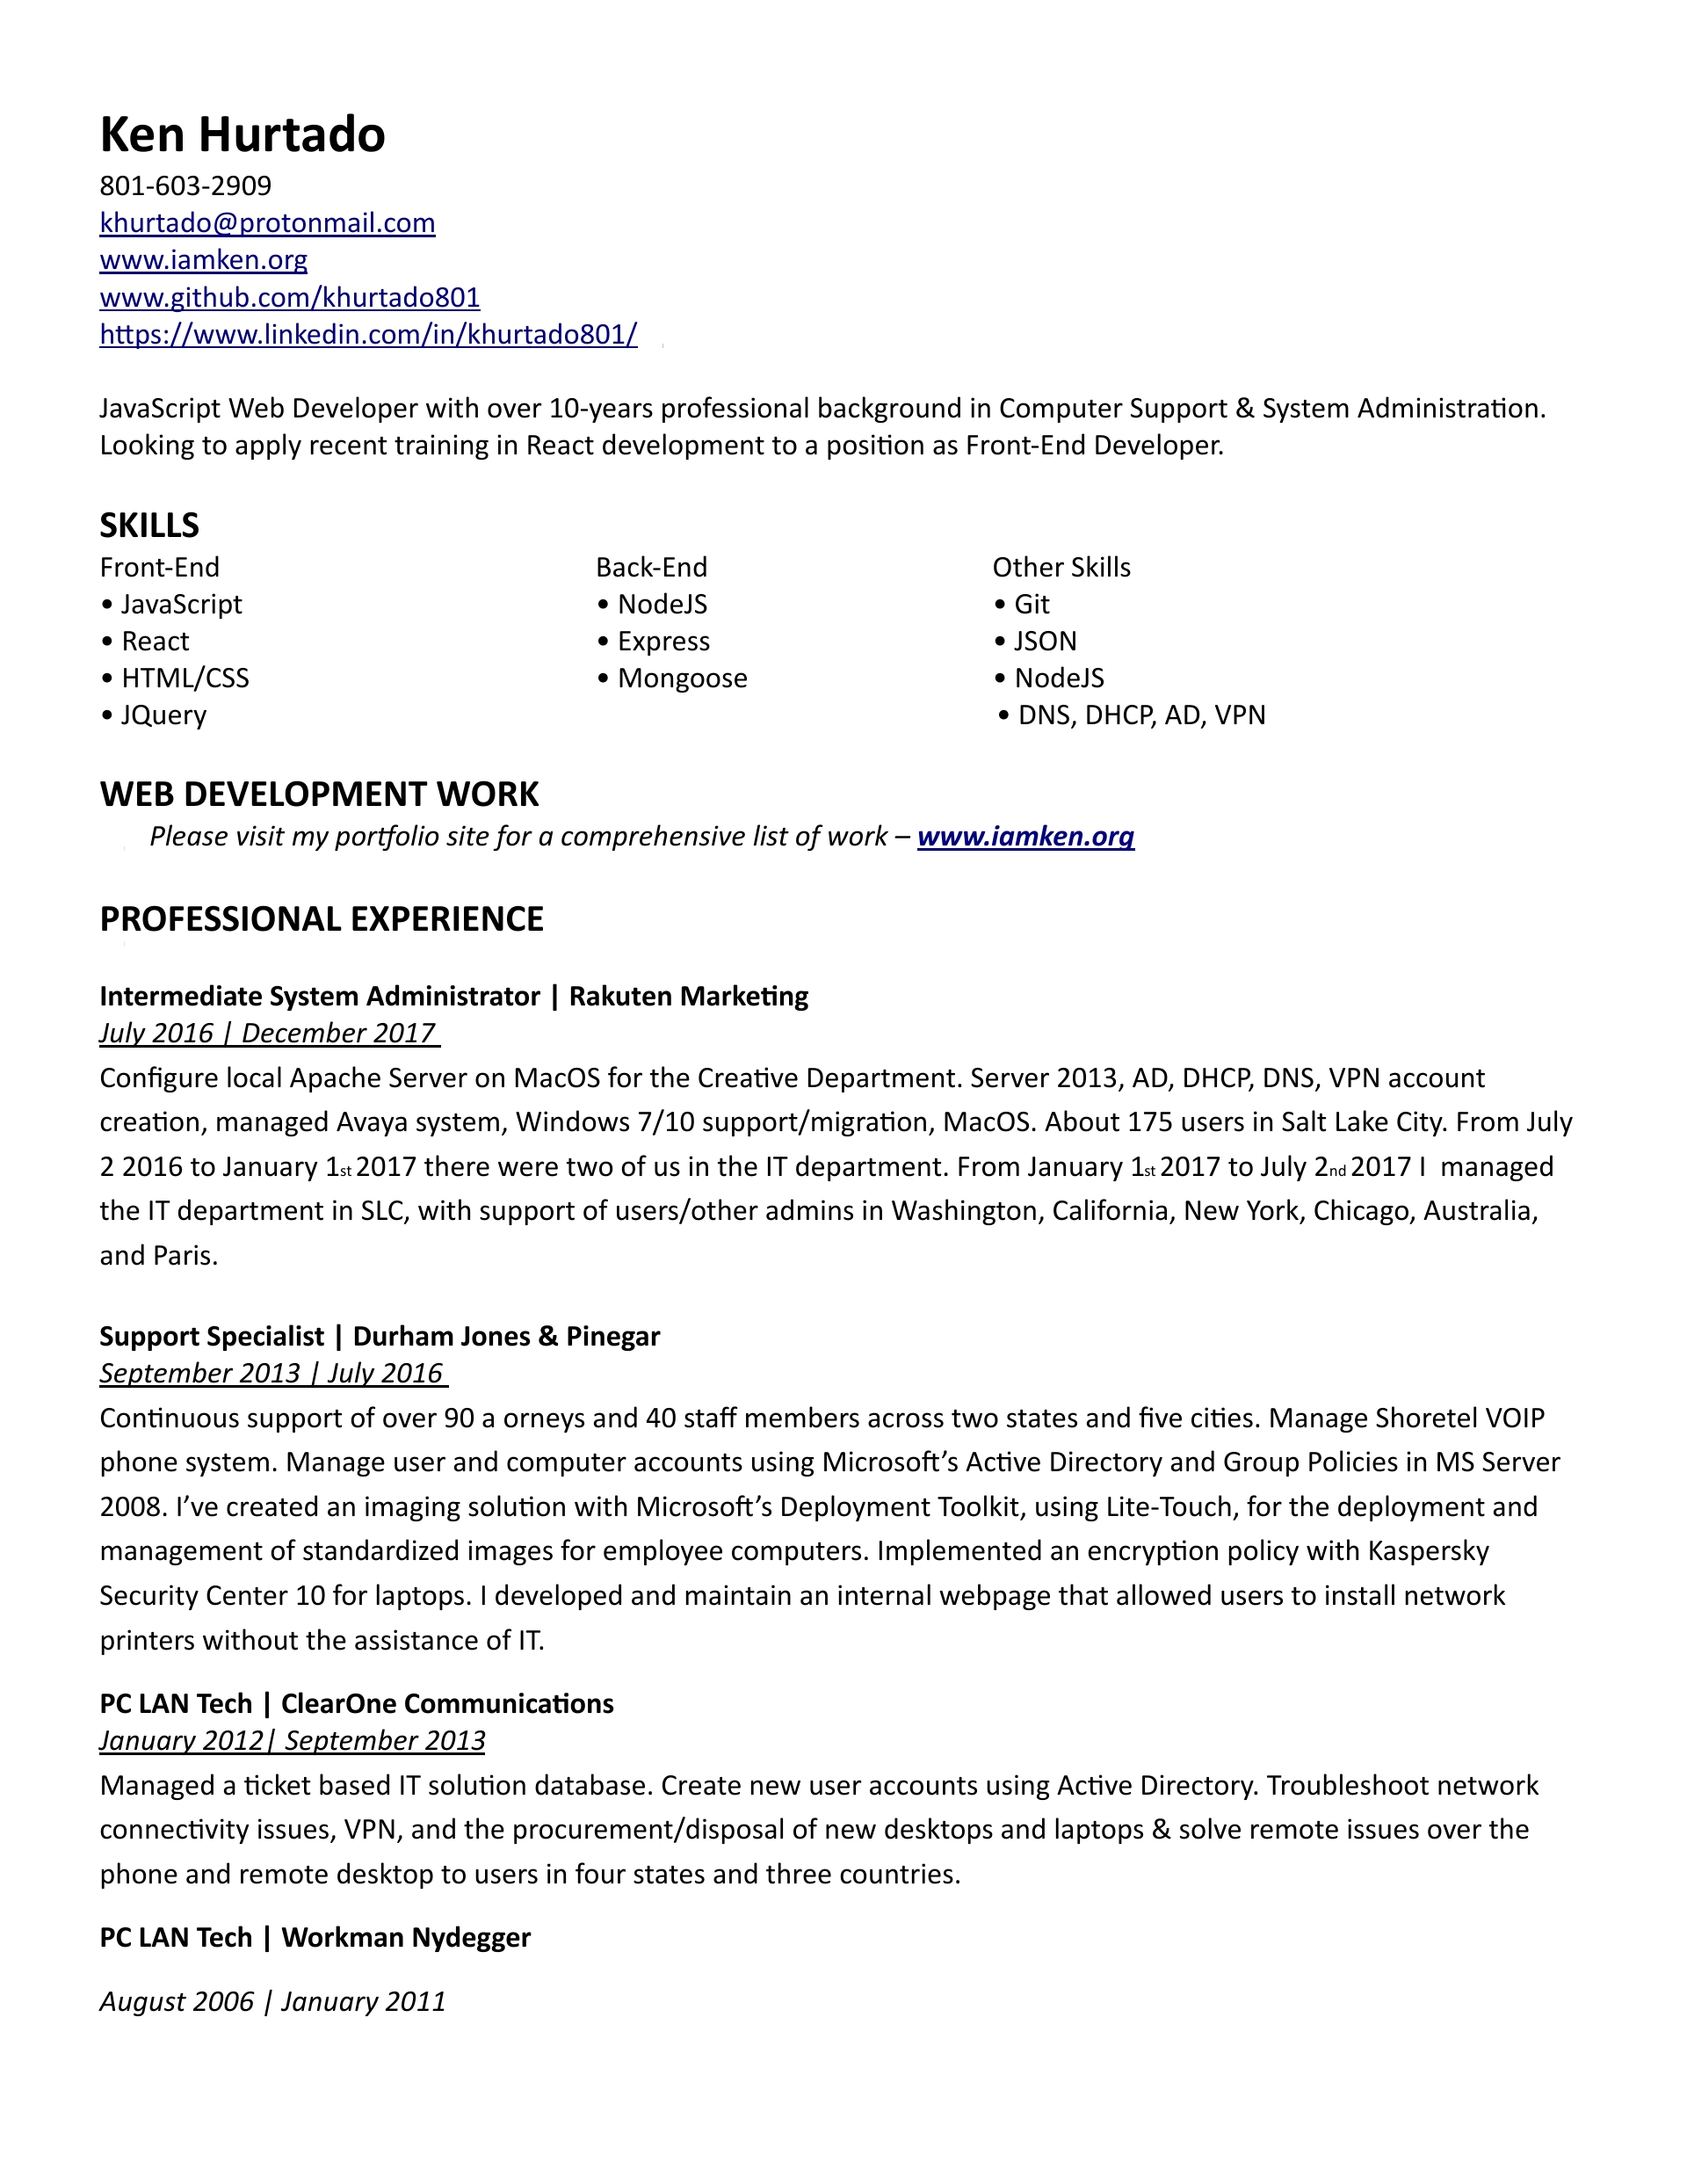 Ken Hurtado
801-603-2909
khurtado@protonmail.com
www.iamken.org
www.github.com/khurtado801
https://www.linkedin.com/in/khurtado801/
JavaScript Web Developer with over 10-years professional background in Computer Support & System Administration.
Looking to apply recent training in React development to a position as Front-End Developer.
SKILLS
Front-End Back-End Other Skills
• JavaScript • NodeJS • Git
• React • Express • JSON
• HTML/CSS • Mongoose • NodeJS
• JQuery • DNS, DHCP, AD, VPN
WEB DEVELOPMENT WORK
Please visit my portfolio site for a comprehensive list of work – www.iamken.org
PROFESSIONAL EXPERIENCE
Intermediate System Administrator | Rakuten Marketing
July 2016 | December 2017
Configure local Apache Server on MacOS for the Creative Department. Server 2013, AD, DHCP, DNS, VPN account
creation, managed Avaya system, Windows 7/10 support/migration, MacOS. About 175 users in Salt Lake City. From July
2 2016 to January 1st 2017 there were two of us in the IT department. From January 1st 2017 to July 2nd 2017 I  managed
the IT department in SLC, with support of users/other admins in Washington, California, New York, Chicago, Australia,
and Paris.
Support Specialist | Durham Jones & Pinegar
September 2013 | July 2016
Continuous support of over 90 a orneys and 40 staff members across two states and five cities. Manage Shoretel VOIP
phone system. Manage user and computer accounts using Microsoft’s Active Directory and Group Policies in MS Server
2008. I’ve created an imaging solution with Microsoft’s Deployment Toolkit, using Lite-Touch, for the deployment and
management of standardized images for employee computers. Implemented an encryption policy with Kaspersky
Security Center 10 for laptops. I developed and maintain an internal webpage that allowed users to install network
printers without the assistance of IT.
PC LAN Tech | ClearOne Communications
January 2012| September 2013
Managed a ticket based IT solution database. Create new user accounts using Active Directory. Troubleshoot network
connectivity issues, VPN, and the procurement/disposal of new desktops and laptops & solve remote issues over the
phone and remote desktop to users in four states and three countries.
PC LAN Tech | Workman Nydegger
August 2006 | January 2011